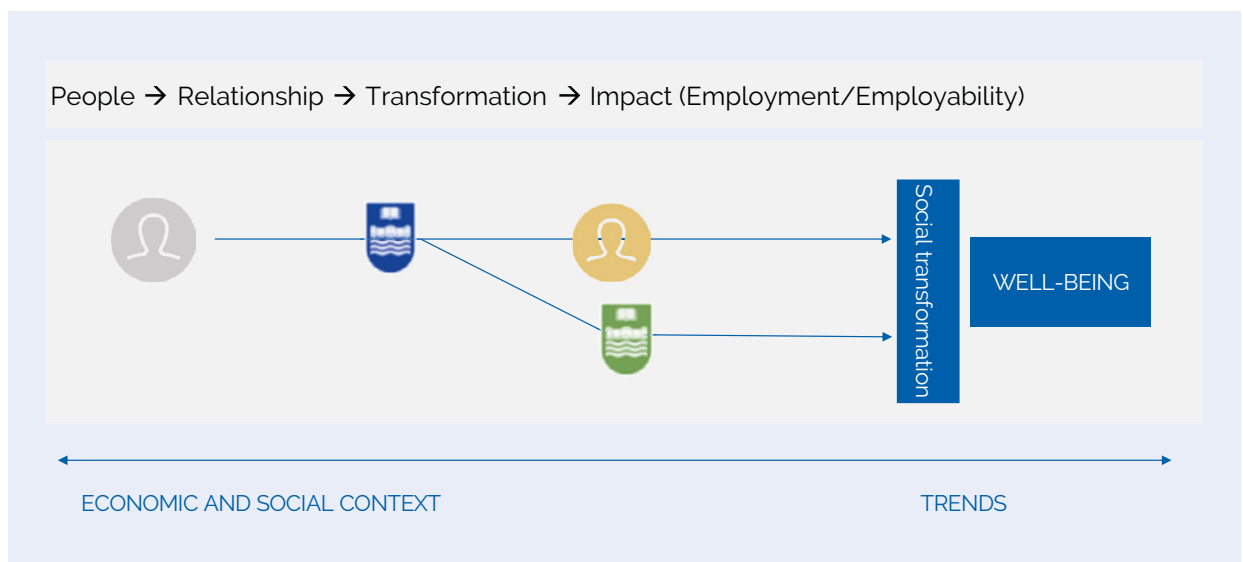 People → Relationship → Transformation → Impact (Employment/Employability)
Social transformation
WELL-BEING
ECONOMIC AND SOCIAL CONTEXT
TRENDS